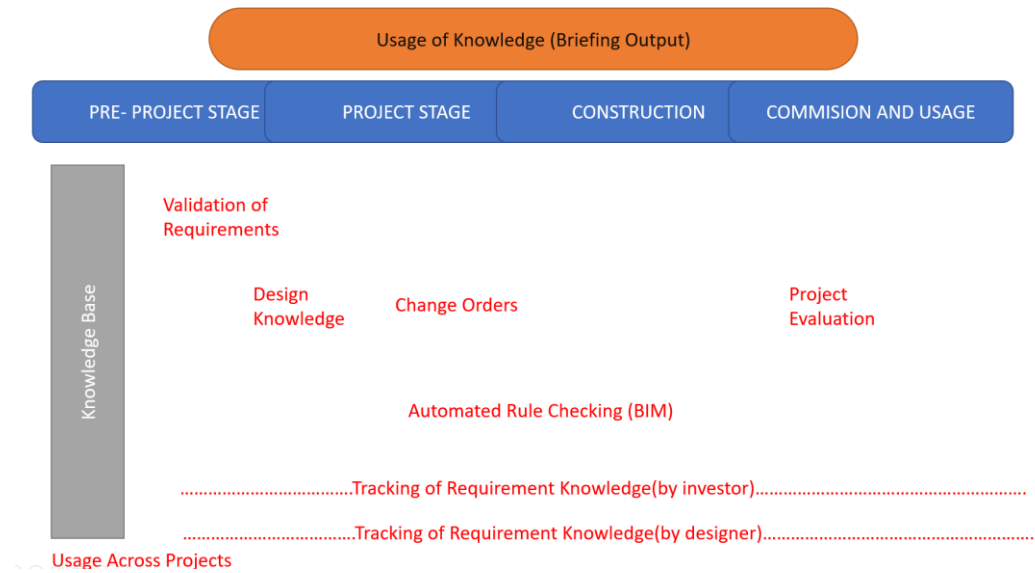 Usage of Knowledge (Briefing Output)
PRE- PROJECT STAGE
PROJECT STAGE
CONSTRUCTION
COMMISION AND USAGE
Knowledge Base
Validation of
Requirements
Design
Knowledge
Change Orders
Project
Evaluation
Automated Rule Checking (BIM)
.....................................Tracking of Requirement Knowledge(by investor)..........................................................
.....................................Tracking of Requirement Knowledge(by designer)..........................................................
Usage Across Projects